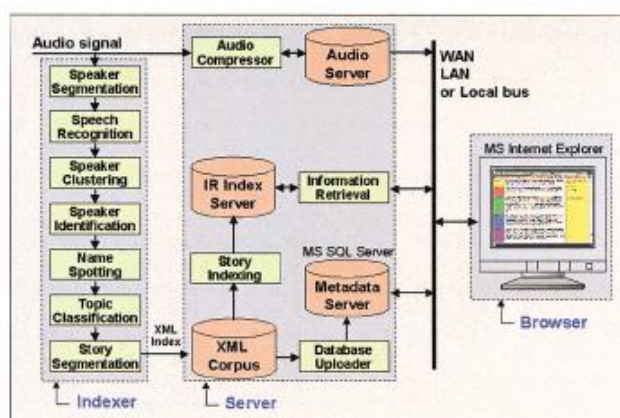 Audio signal
Speaker
Segmentation
Speech
Recognition
Speaker
Clustering
Speaker
Identification
Name
Spotting
Topic
Classification
Story
Segmentation
Indexer
XML
Index
Audio
Compressor
Audio
Server
IR Index
Server
Information
Retrieval
Story
Indexing
MS SQL Server
Metadata
Server
XML
Corpus
Database
Uploader
Server
WAN
LAN
or Local bus
MS Internet Explorer
Browser